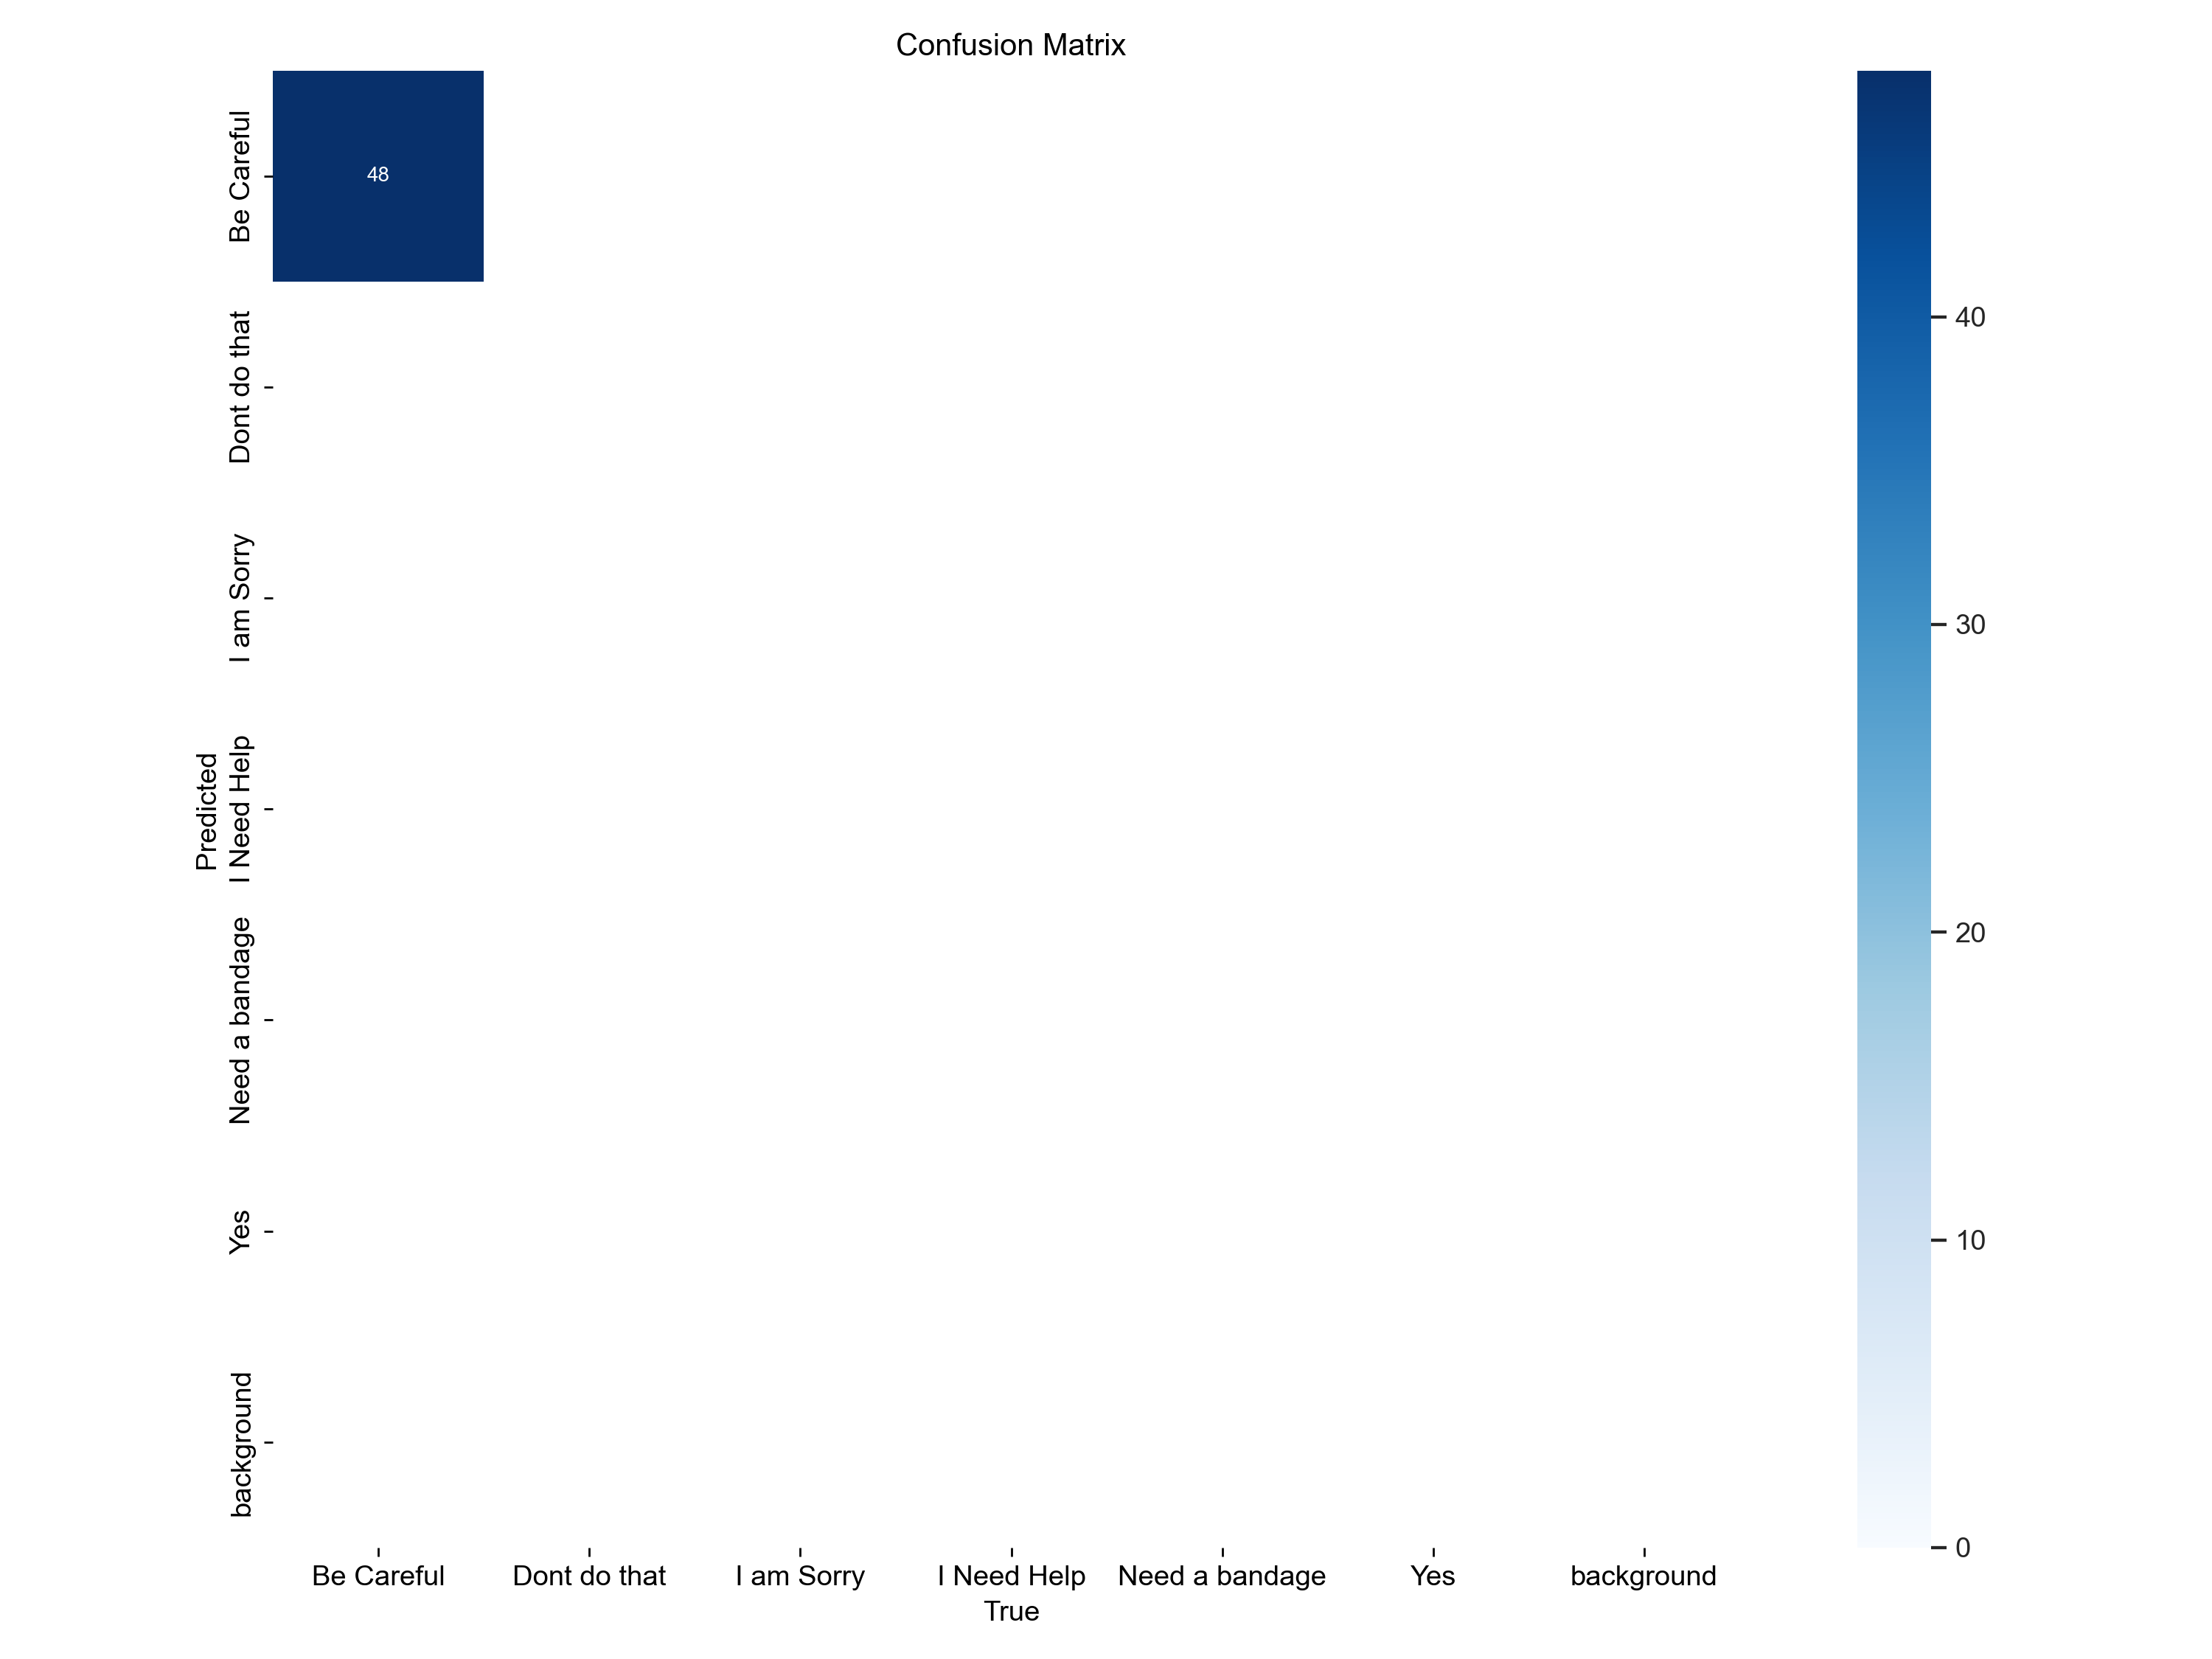 Confusion Matrix
Be Careful
48
Dont do that
I am Sorry
I Need Help
Need a bandage
Yes
background
Predicted
Be Careful Dont do that I am Sorry I Need Help Need a bandage Yes background
True
40
30
20
10
0